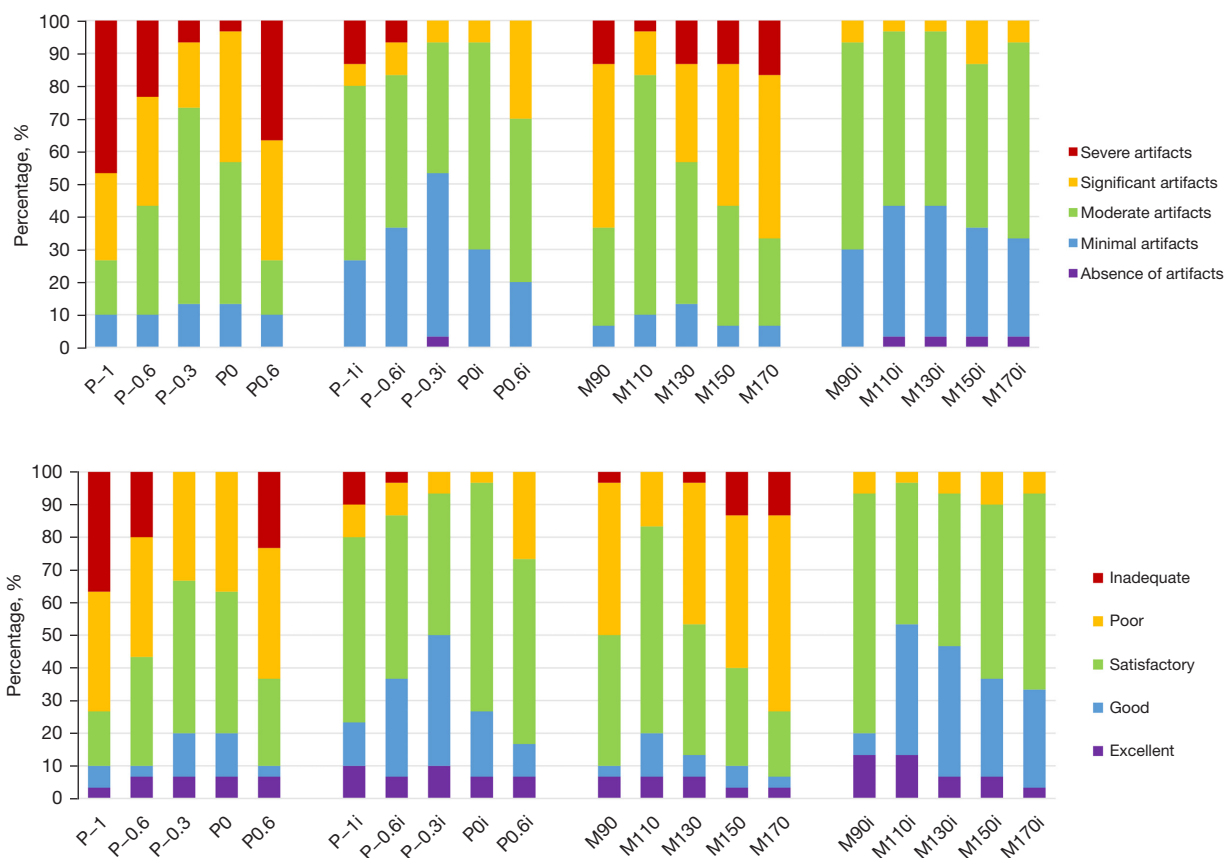 100
90
80
70
60
50
40
30
20
10
0
Percentage, %
P−1
P−0.6
P−0.3
P0
P0.6
P−1i
P−0.6i
P−0.3i
P0i
P0.6i
M90
M110
M130
M150
M170
M90i
M110i
M130i
M150i
M170i
Severe artifacts
Significant artifacts
Moderate artifacts
Minimal artifacts
Absence of artifacts
100
90
80
70
60
50
40
30
20
10
0
Percentage, %
P−1
P−0.6
P−0.3
P0
P0.6
P−1i
P−0.6i
P−0.3i
P0i
P0.6i
M90
M110
M130
M150
M170
M90i
M110i
M130i
M150i
M170i
Inadequate
Poor
Satisfactory
Good
Excellent